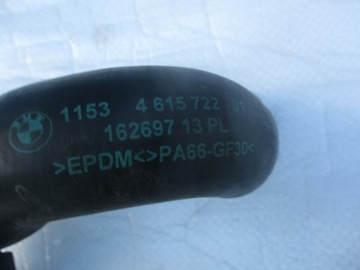 1153 4 615 722 01
162697 13 PL
>EPDM<>PA66-GF30<